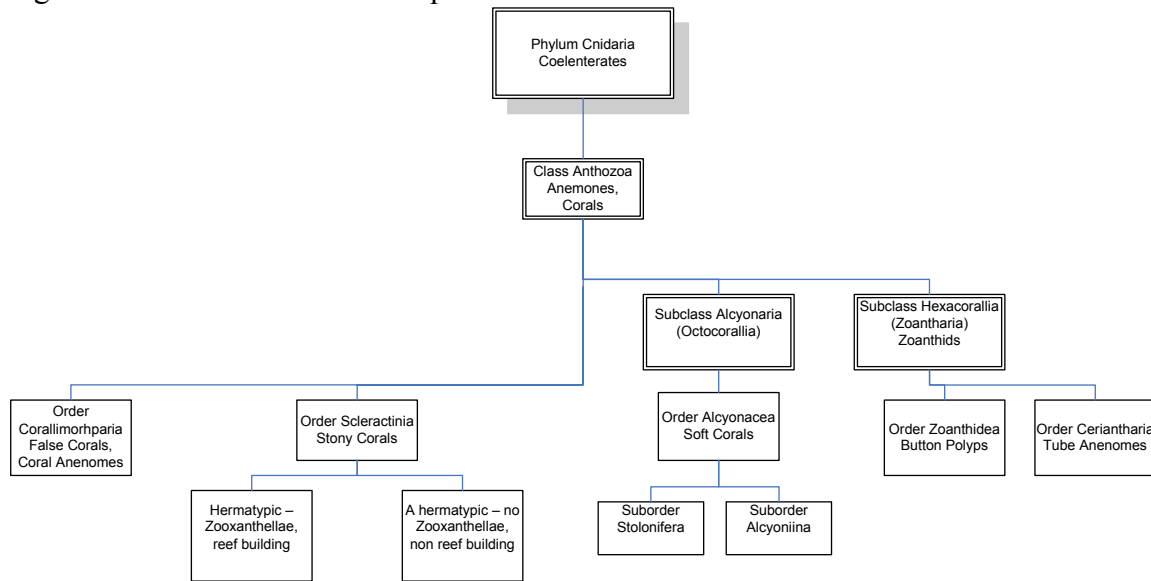 Phylum Cnidaria
Coelenterates
Class Anthozoa
Anemones,
Corals
Subclass Alcyonaria
(Octocorallia)
Subclass Hexacorallia
(Zoantharia)
Zoanthids
Order
Corallimorhparia
False Corals,
Coral Anenomes
Order Scleractinia
Stony Corals
Order Alcyonacea
Soft Corals
Order Zoanthidea
Button Polyps
Order Ceriantharia
Tube Anenomes
Hermatypic –
Zooxanthellae,
reef building
A hermatypic – no
Zooxanthellae,
non reef building
Suborder
Stolonifera
Suborder
Alcyoniina